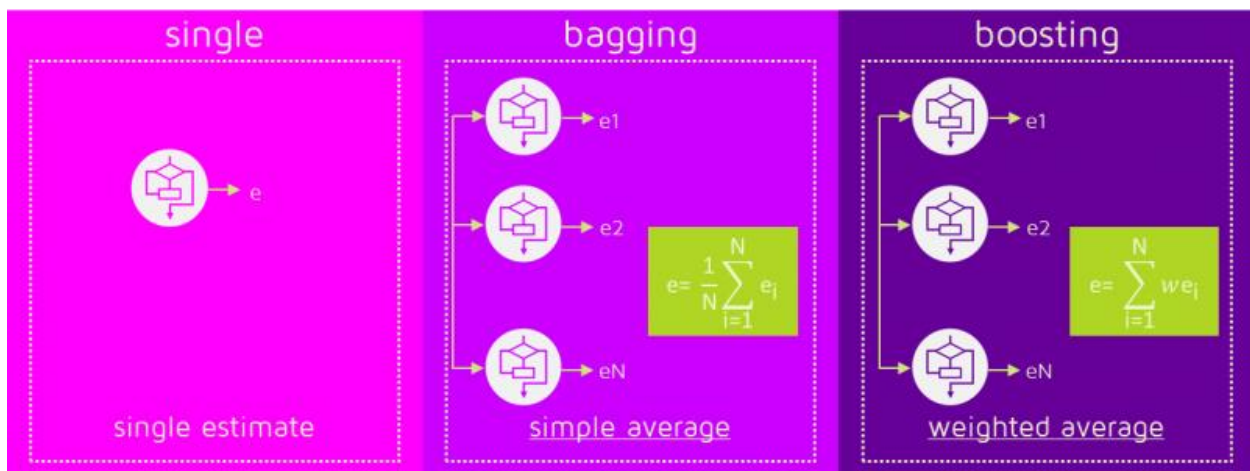 single
e
single estimate
bagging
e1
e2
eN
e= 1/N ∑ i=1 N e_i
simple average
boosting
e1
e2
eN
e= ∑ i=1 N we_i
weighted average